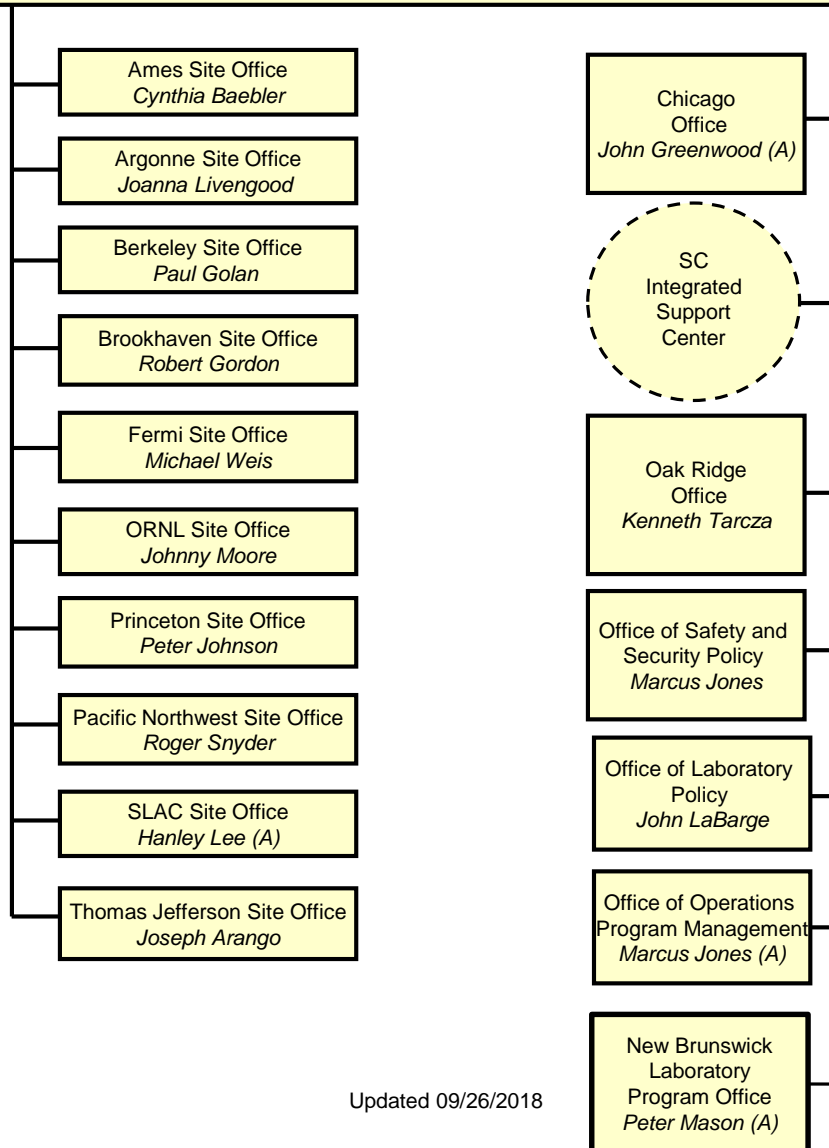 Ames Site Office
Cynthia Baebler
Argonne Site Office
Joanna Livengood
Berkeley Site Office
Paul Golan
Brookhaven Site Office
Robert Gordon
Fermi Site Office
Michael Weis
ORNL Site Office
Johnny Moore
Princeton Site Office
Peter Johnson
Pacific Northwest Site Office
Roger Snyder
SLAC Site Office
Hanley Lee (A)
Thomas Jefferson Site Office
Joseph Arango
Chicago
Office
John Greenwood (A)
SC
Integrated
Support
Center
Oak Ridge
Office
Kenneth Tarcza
Office of Safety and
Security Policy
Marcus Jones
Office of Laboratory
Policy
John LaBarge
Office of Operations
Program Management
Marcus Jones (A)
New Brunswick
Laboratory
Program Office
Peter Mason (A)
Updated 09/26/2018